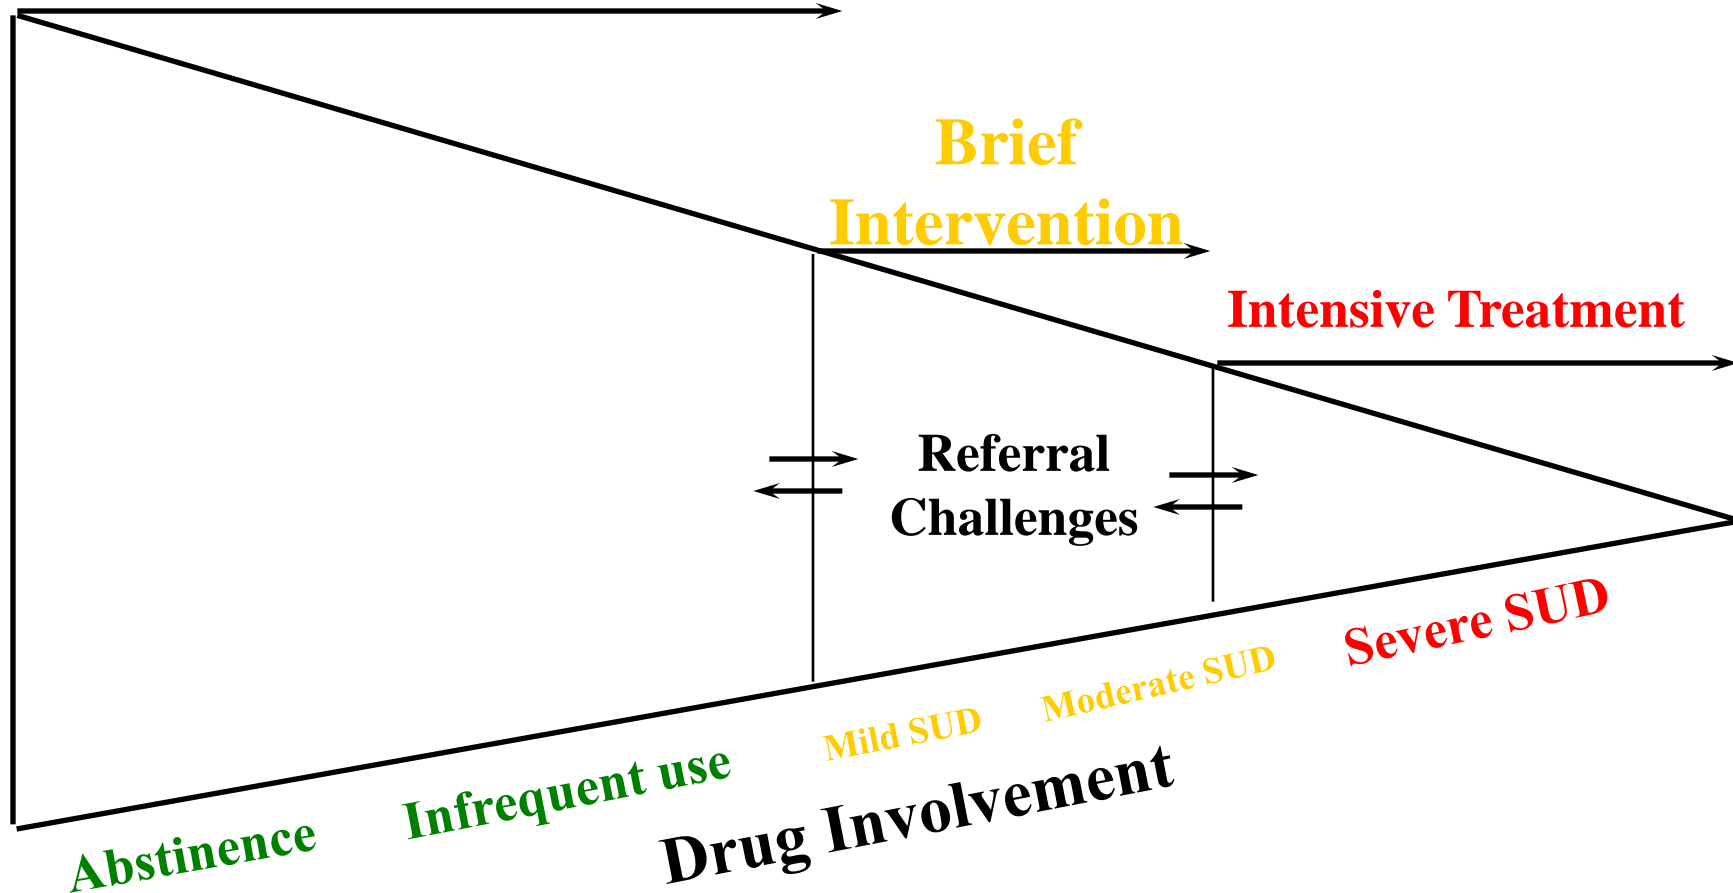 Brief
Intervention
Intensive Treatment
Referral
Challenges
Severe SUD
Moderate SUD
Mild SUD
Infrequent use
Abstinence
Drug Involvement